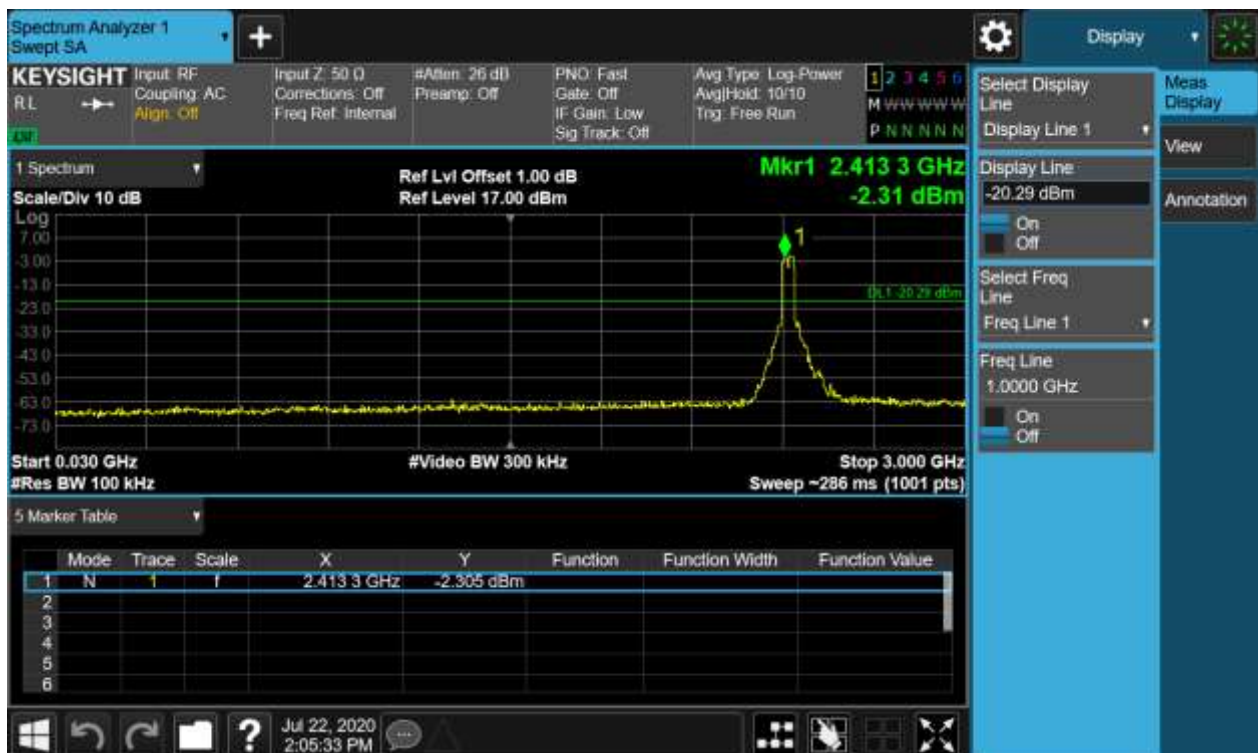 Spectrum Analyzer 1
Swept SA
+
Display
KEYSIGHT
RL
Input: RF
Coupling: AC
Align: Off
Input Z: 50 Ω
Corrections: Off
Freq Ref: Internal
#Atten: 26 dB
Preamp: Off
PNO: Fast
Gate: Off
IF Gain: Low
Sig Track: Off
Avg Type: Log-Power
Avg|Hold: 10/10
Trig: Free Run
1 2 3 4 5 6
M W W W W W
P N N N N N
1 Spectrum
Scale/Div 10 dB
Ref Lvl Offset 1.00 dB
Ref Level 17.00 dBm
Mkr1 2.413 3 GHz
-2.31 dBm
Log
7.00
-3.00
-13.0
-23.0
-33.0
-43.0
-53.0
-63.0
-73.0
1
DL1 -20.29 dBm
Start 0.030 GHz
#Res BW 100 kHz
#Video BW 300 kHz
Stop 3.000 GHz
Sweep ~286 ms (1001 pts)
5 Marker Table
Mode Trace Scale X Y Function Function Width Function Value
1 N 1 f 2.413 3 GHz -2.305 dBm
2
3
4
5
6
?
Jul 22, 2020
2:05:33 PM
Select Display
Line
Display Line 1
Display Line
-20.29 dBm
On
Off
Select Freq
Line
Freq Line 1
Freq Line
1.0000 GHz
On
Off
Meas
Display
View
Annotation